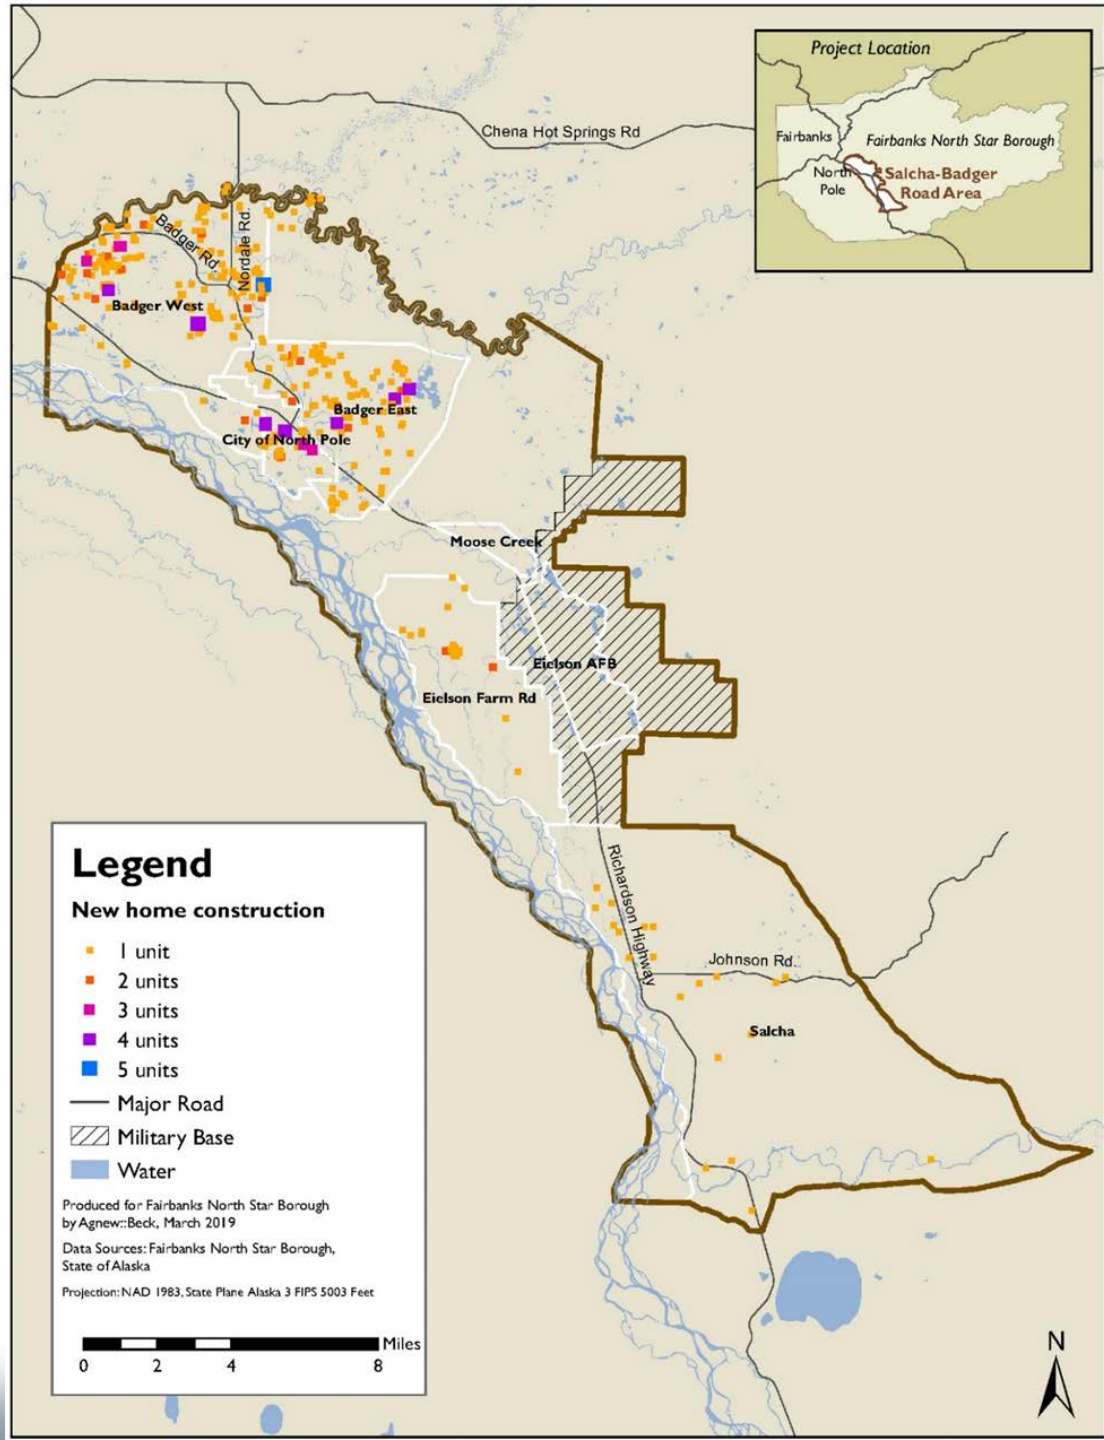 Project Location
Fairbanks
Fairbanks North Star Borough
North
Pole
Salcha-Badger
Road Area
Chena Hot Springs Rd
Badger Rd.
Nordale Rd.
Badger West
Badger East
City of North Pole
Moose Creek
Eielson AFB
Eielson Farm Rd
Richardson Highway
Johnson Rd.
Salcha
Legend
New home construction
1 unit
2 units
3 units
4 units
5 units
Major Road
Military Base
Water
Produced for Fairbanks North Star Borough
by Agnew::Beck, March 2019
Data Sources: Fairbanks North Star Borough,
State of Alaska
Projection: NAD 1983, State Plane Alaska 3 FIPS 5003 Feet
Miles
0 2 4 8
N